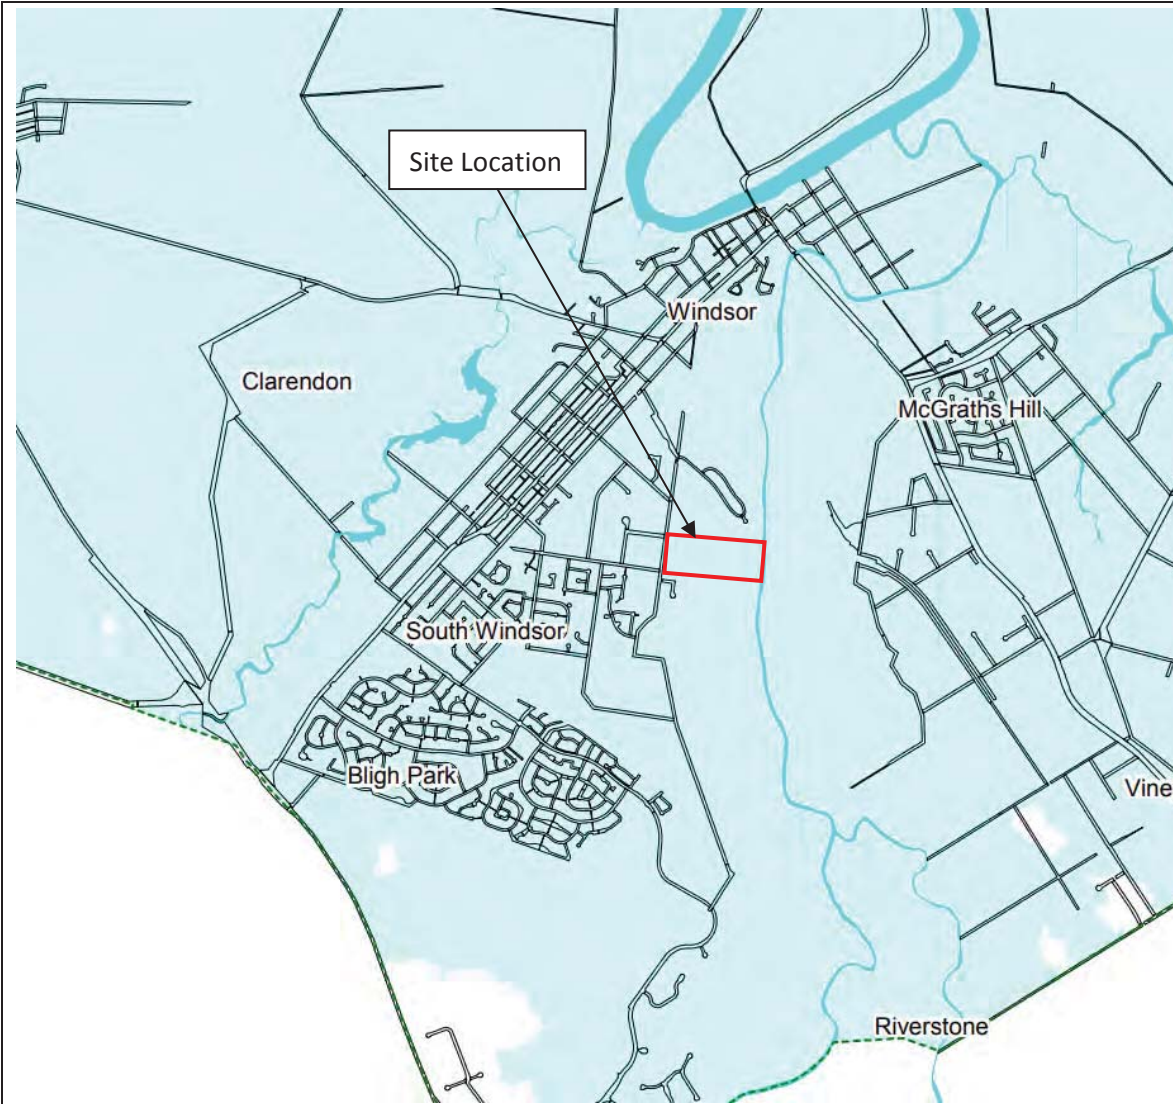 Site Location
Windsor
Clarendon
McGraths Hill
South Windsor
Bligh Park
Vine
Riverstone